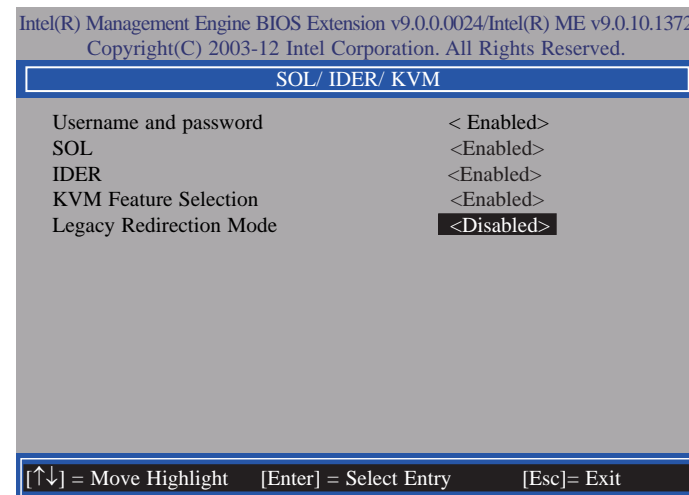 Intel(R) Management Engine BIOS Extension v9.0.0.0024/Intel(R) ME v9.0.10.1372
Copyright(C) 2003-12 Intel Corporation. All Rights Reserved.
SOL/ IDER/ KVM
Username and password < Enabled>
SOL <Enabled>
IDER <Enabled>
KVM Feature Selection <Enabled>
Legacy Redirection Mode <Disabled>
[↑↓] = Move Highlight [Enter] = Select Entry [Esc]= Exit